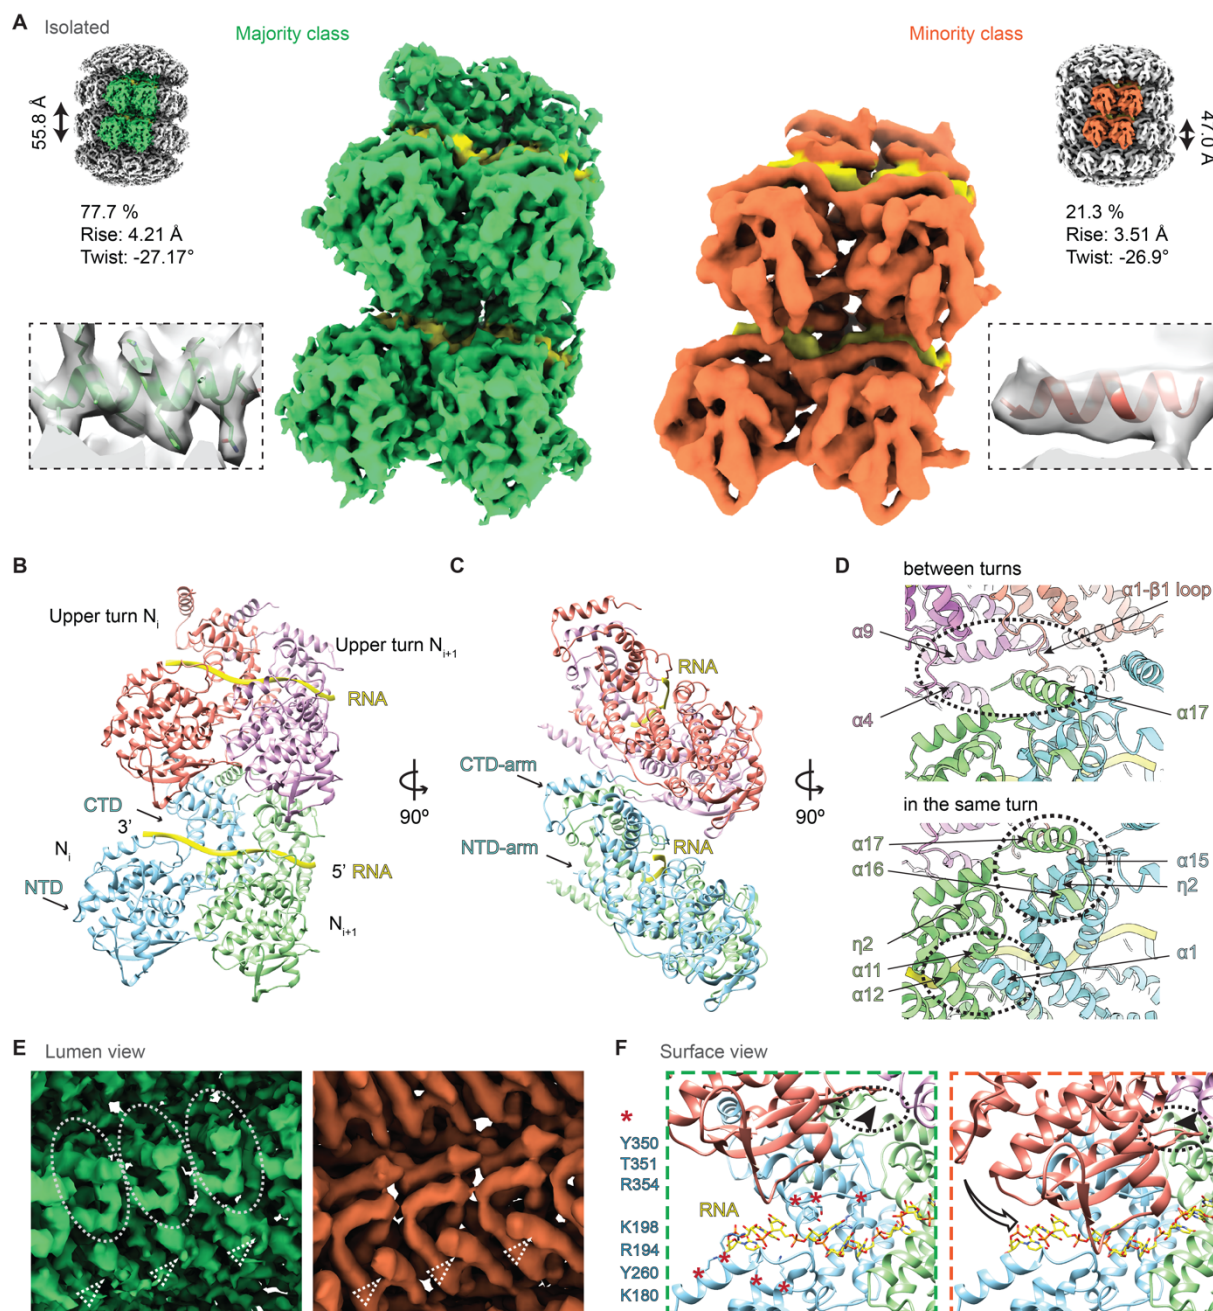 A Isolated
Majority class
Minority class
55.8 Å
47.0 Å
77.7 %
Rise: 4.21 Å
Twist: -27.17°
21.3 %
Rise: 3.51 Å
Twist: -26.9°
B
Upper turn Ni
Upper turn Ni+1
RNA
CTD
3’
Ni
5’ RNA
NTD
Ni+1
90º
C
RNA
CTD-arm
RNA
NTD-arm
90º
D
between turns
α1-β1 loop
α9
α4
α17
in the same turn
α17
α15
α16
η2
η2
α11
α1
α12
E Lumen view
F Surface view
*
Y350
T351
R354
RNA
K198
R194
Y260
K180
* * *
* * * *